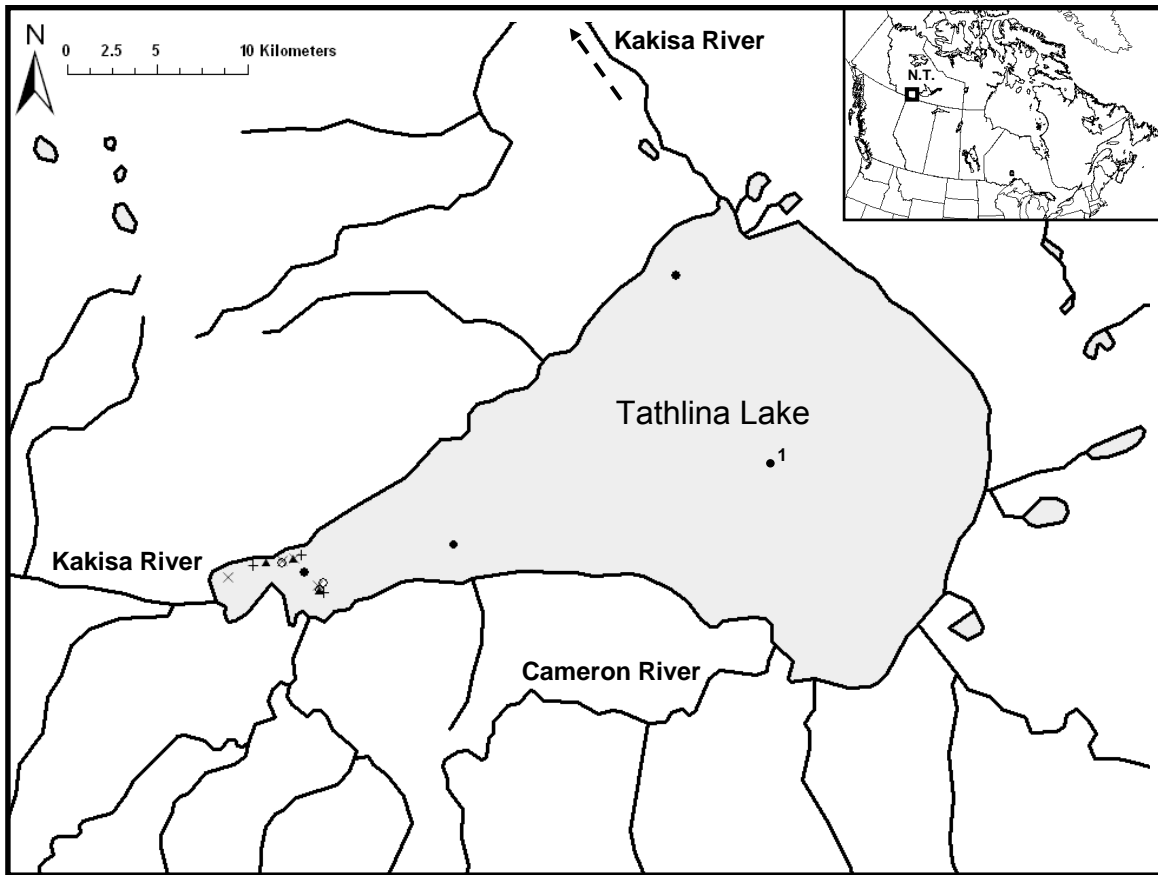 N
0 2.5 5 10 Kilometers
Kakisa River
N.T.
Tathlina Lake
1
Kakisa River
Cameron River